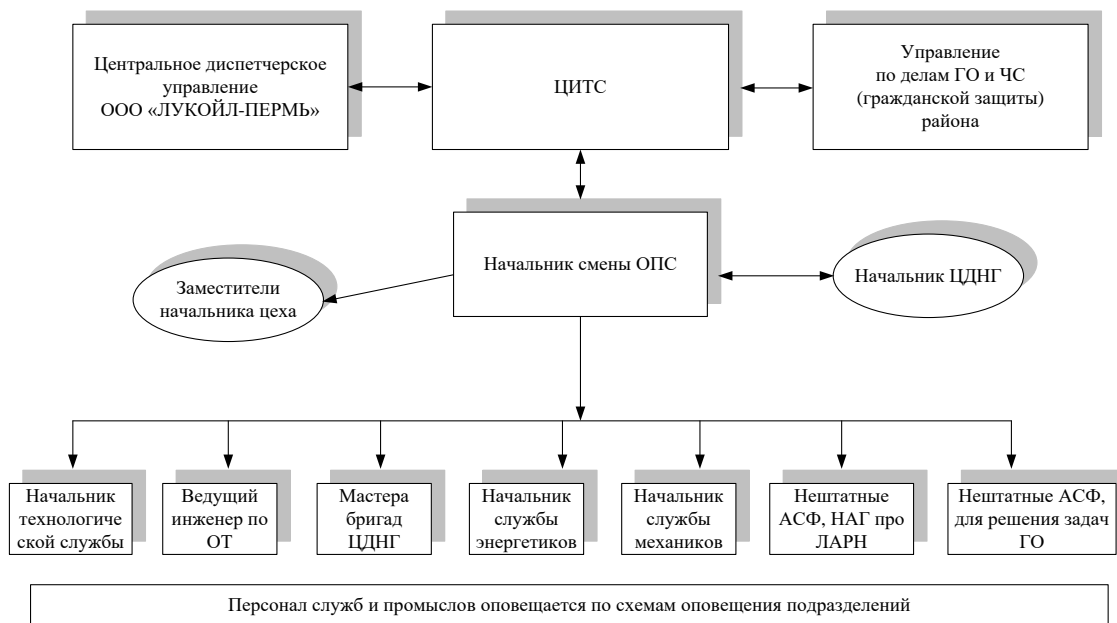 Центральное диспетчерское
управление
ООО «ЛУКОЙЛ-ПЕРМЬ»
ЦИТС
Управление
по делам ГО и ЧС
(гражданской защиты)
района
Начальник смены ОПС
Заместители
начальника цеха
Начальник ЦДНГ
Начальник
технологиче
ской службы
Ведущий
инженер по
ОТ
Мастера
бригад
ЦДНГ
Начальник
службы
энергетиков
Начальник
службы
механиков
Нештатные
АСФ, НАГ про
ЛАРН
Нештатные АСФ,
для решения задач
ГО
Персонал служб и промыслов оповещается по схемам оповещения подразделений